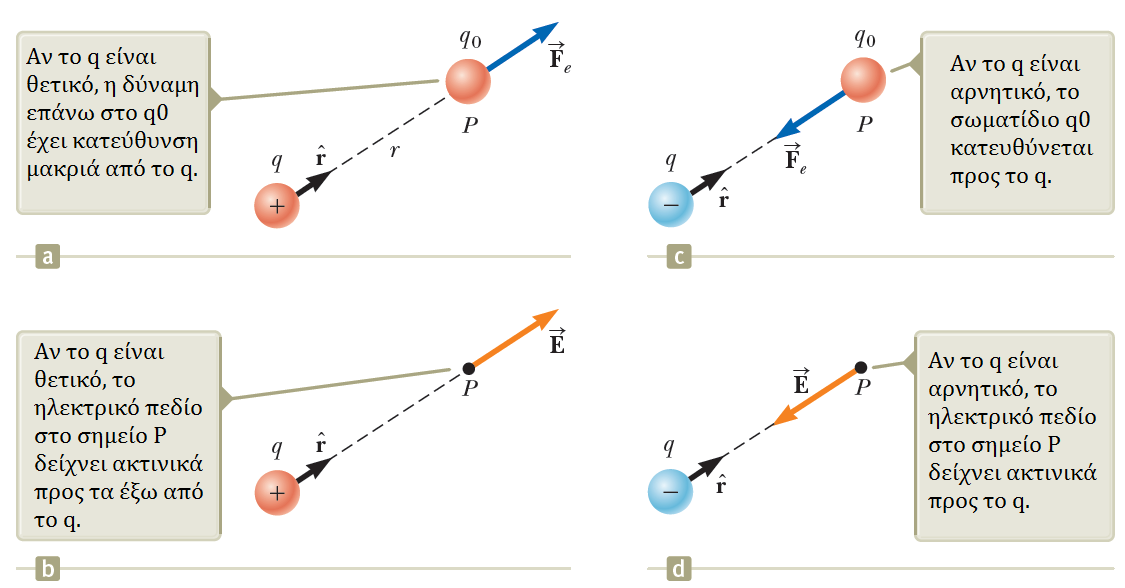 Αν το q είναι
θετικό, η δύναμη
επάνω στο q0
έχει κατεύθυνση
μακριά από το q.
q0
F⃗e
P
r
q
r̂
+
a
q0
P
F⃗e
q
r̂
−
Αν το q είναι
αρνητικό, το
σωματίδιο q0
κατευθύνεται
προς το q.
c
Αν το q είναι
θετικό, το
ηλεκτρικό πεδίο
στο σημείο P
δείχνει ακτινικά
προς τα έξω από
το q.
E⃗
P
q
r̂
+
b
E⃗
P
q
r̂
−
Αν το q είναι
αρνητικό, το
ηλεκτρικό πεδίο
στο σημείο P
δείχνει ακτινικά
προς το q.
d